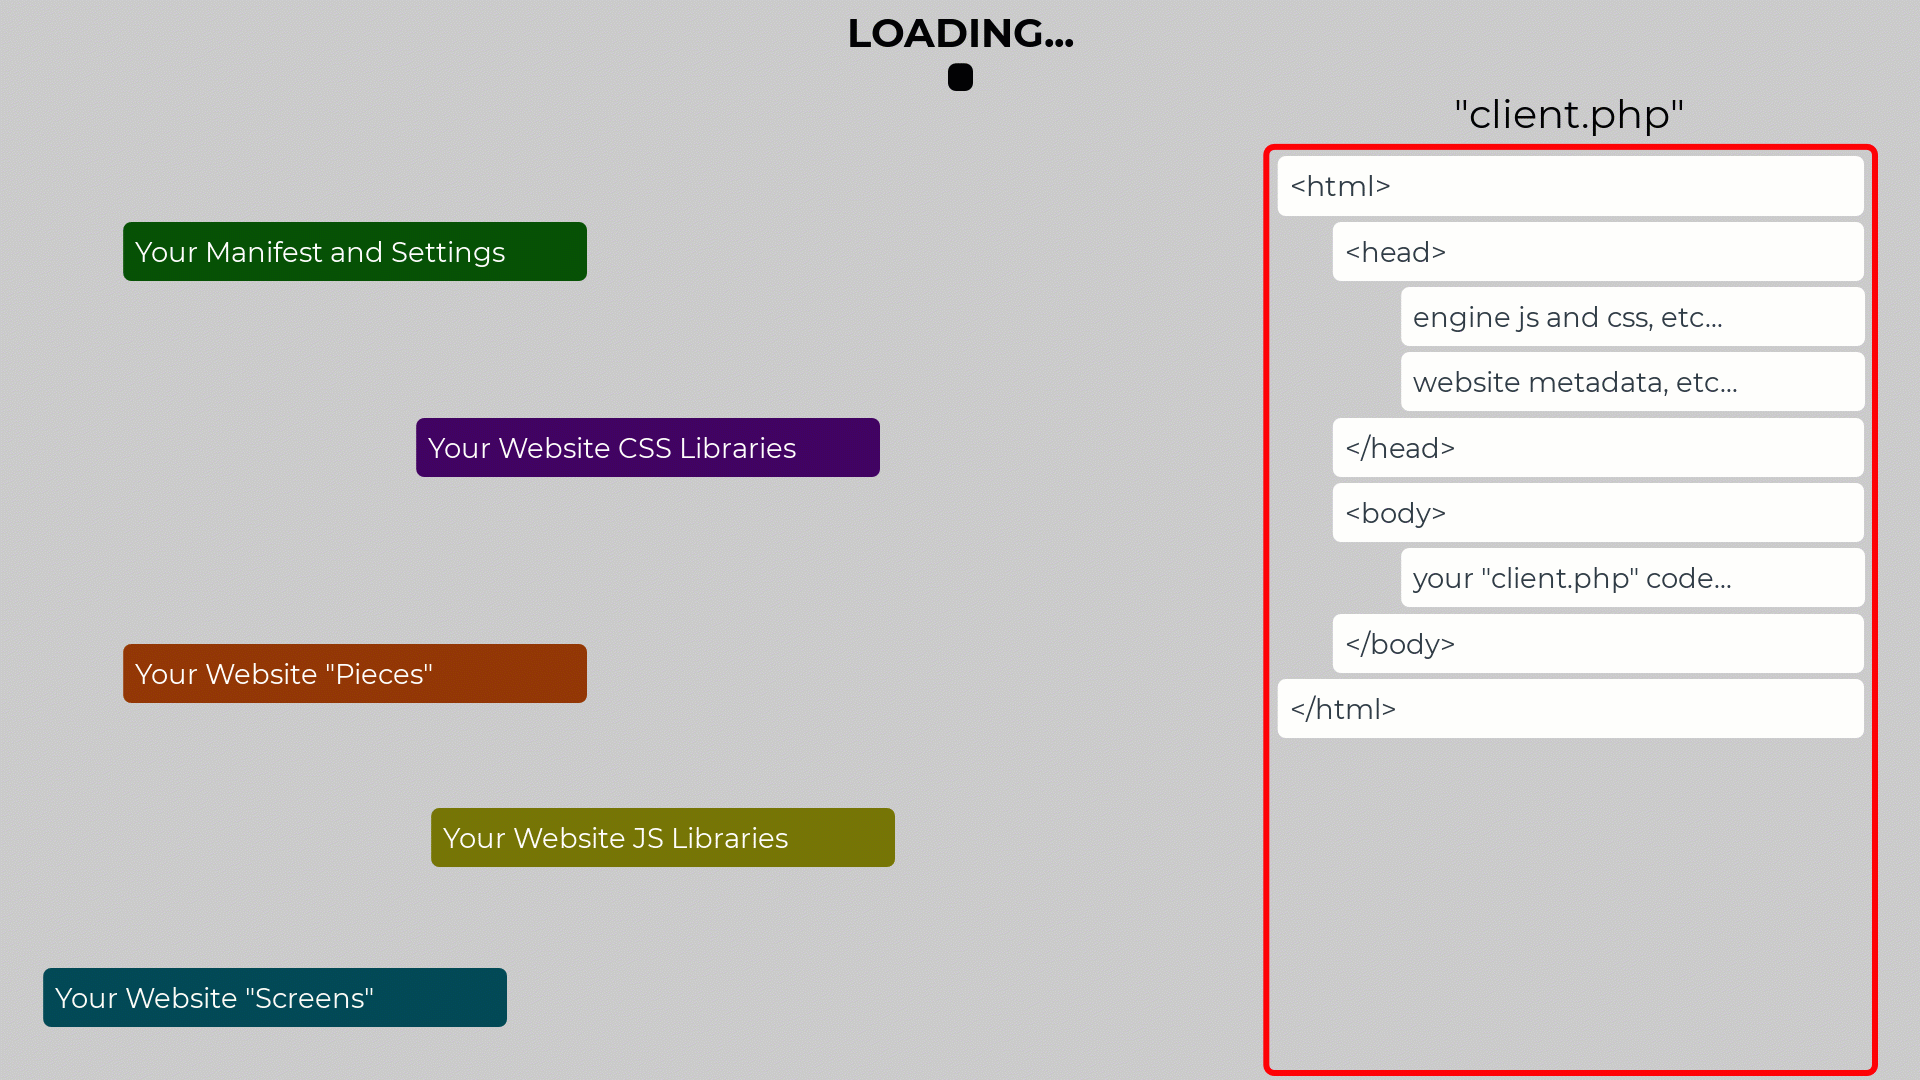 LOADING...
"client.php"
<html>
<head>
engine js and css, etc...
website metadata, etc...
</head>
<body>
your "client.php" code...
</body>
</html>
Your Manifest and Settings
Your Website CSS Libraries
Your Website "Pieces"
Your Website JS Libraries
Your Website "Screens"